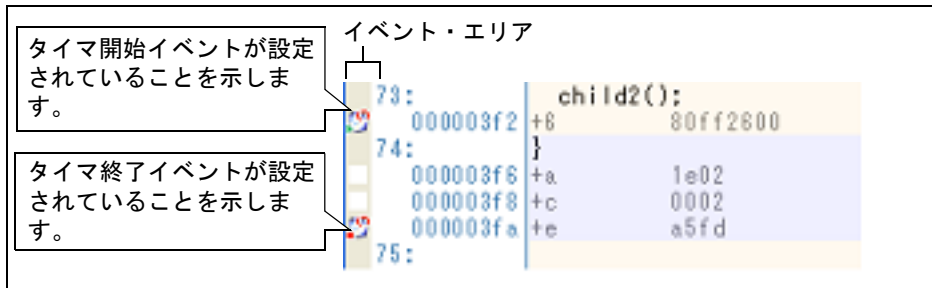 イベント・エリア
タイマ開始イベントが設定
されていることを示しま
す。
73: child2();
000003f2 +6 80ff2600
74: }
タイマ終了イベントが設定
されていることを示しま
す。
000003f6 +a 1e02
000003f8 +c 0002
000003fa +e a5fd
75: